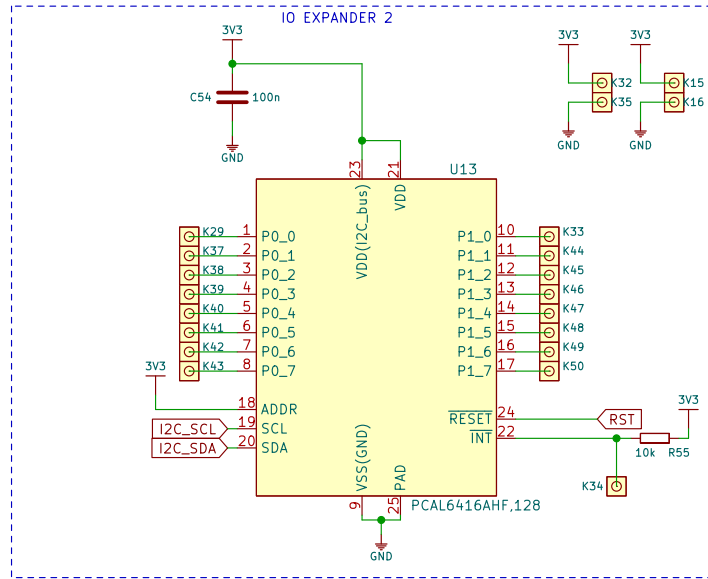 IO EXPANDER 2
3V3
3V3
3V3
C54
100n
K32
K35
K15
K16
GND
GND
GND
U13
23
21
VDD(I2C_bus)
VDD
K29
1
P0_0
P1_0
10
K33
K37
2
P0_1
P1_1
11
K44
K38
3
P0_2
P1_2
12
K45
K39
4
P0_3
P1_3
13
K46
K40
5
P0_4
P1_4
14
K47
K41
6
P0_5
P1_5
15
K48
K42
7
P0_6
P1_6
16
K49
K43
8
P0_7
P1_7
17
K50
3V3
18
ADDR
I2C_SCL
19
SCL
I2C_SDA
20
SDA
RESET
24
RST
INT
22
3V3
10k
R55
K34
VSS(GND)
PAD
9
25
PCAL6416AHF,128
GND